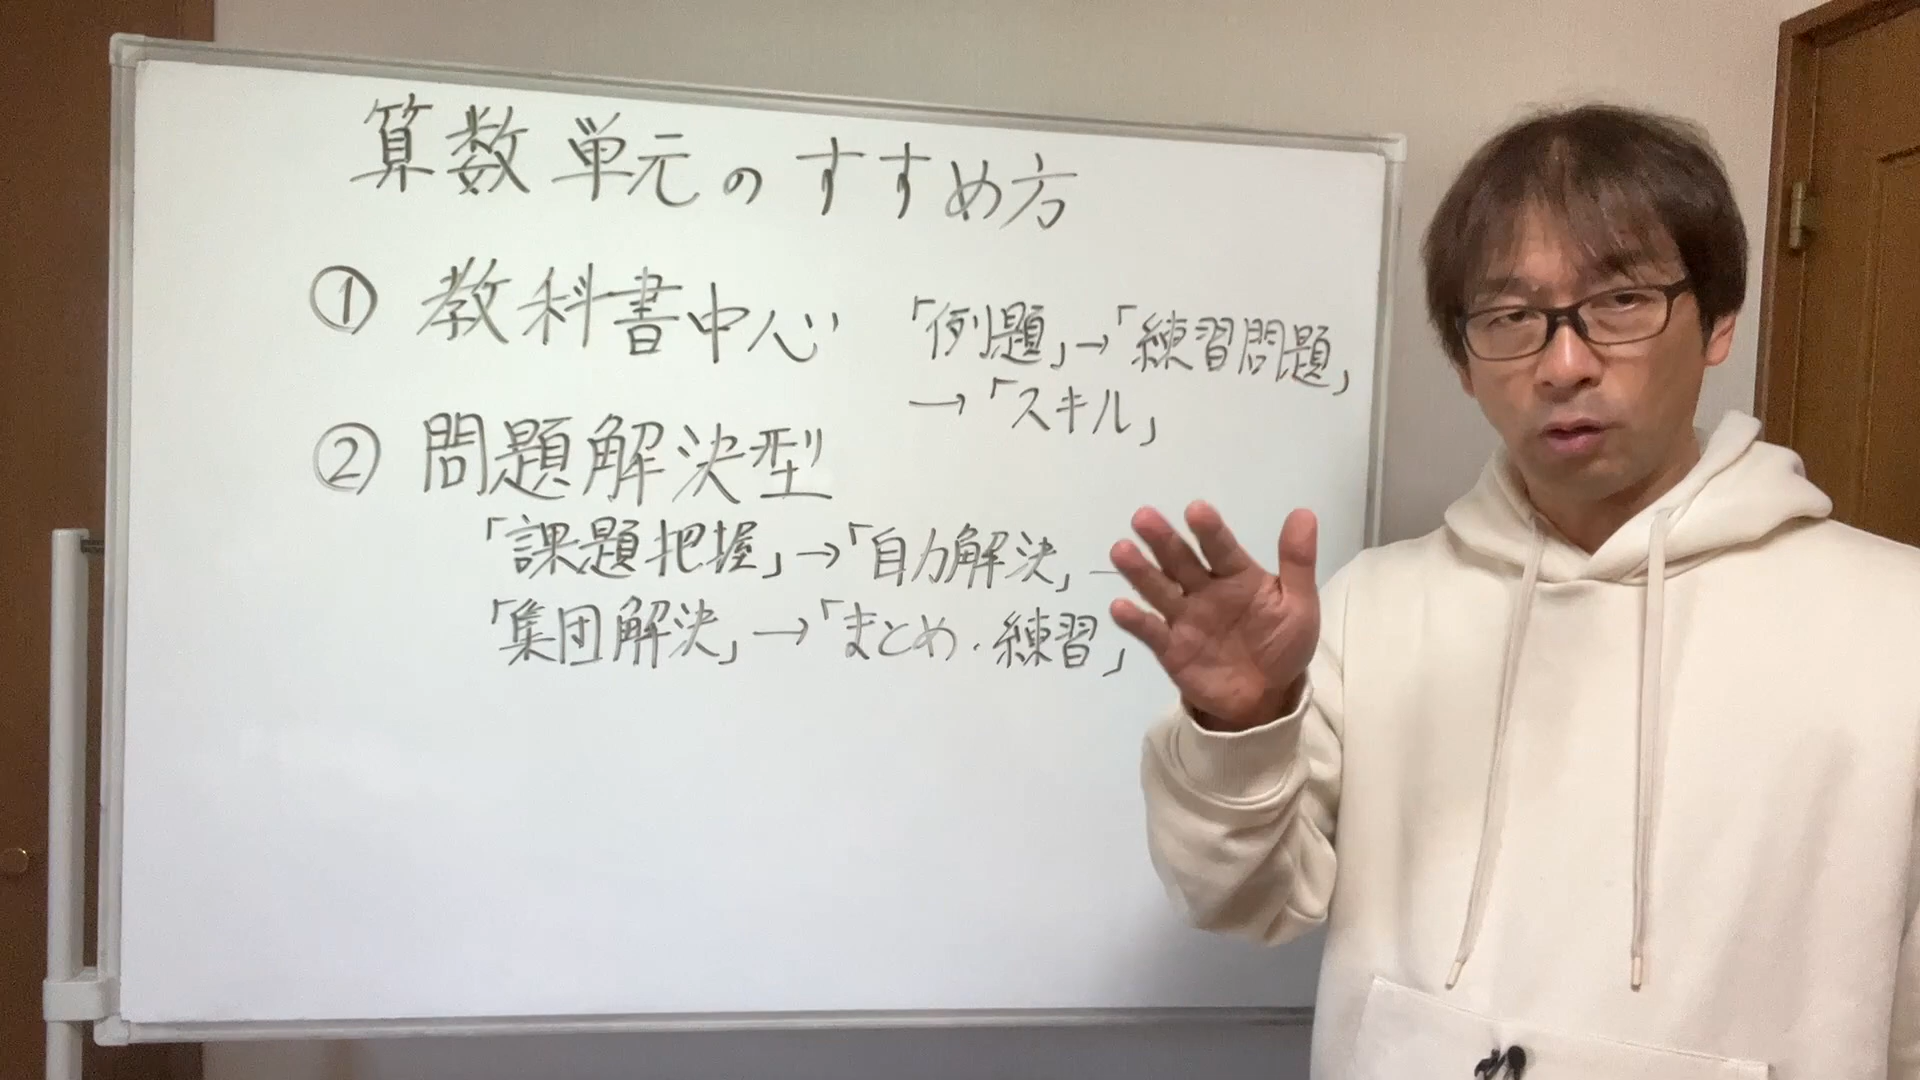 算数単元のすすめ方
① 教科書中心 「例題」→「練習問題」
→「スキル」
② 問題解決型
「課題把握」→「自力解決」→
「集団解決」→「まとめ・練習」